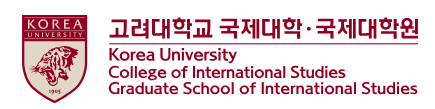 KOREA
UNIVERSITY
1905
고려대학교 국제대학·국제대학원
Korea University
College of International Studies
Graduate School of International Studies